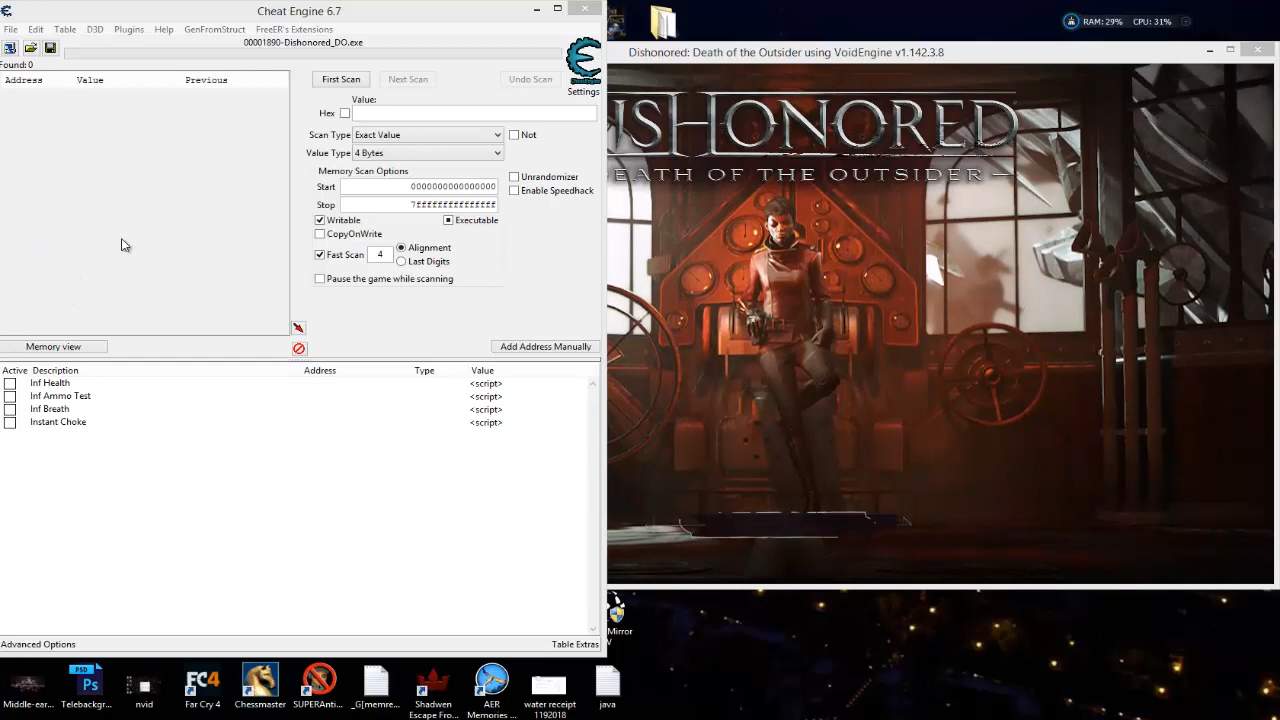 Cheat Engine 6.7
File Edit Table D3D Plugins Help GenFromStruct FreeER's Extensions
00001890-Dishonored_DO.exe
Found: 0
Address Value Previous
First Scan Next Scan Undo Scan
Settings
Value:
Hex
Scan Type Exact Value Not
Value Type 4 Bytes
Memory Scan Options
Unrandomizer
Start 0000000000000000
Enable Speedhack
Stop 7fffffffffffffff
Writable Executable
CopyOnWrite
Fast Scan 4 Alignment
Last Digits
Pause the game while scanning
Memory view Add Address Manually
Active Description Address Type Value
Inf Health <script>
Inf Ammo Test <script>
Inf Breath <script>
Instant Choke <script>
Advanced Options Table Extras
RAM: 29% CPU: 31%
Dishonored: Death of the Outsider using VoidEngine v1.142.3.8
ISHONORED
EATH OF THE OUTSIDER
Mirror
V
PSD
Ps
FC4
Middle-ear...
Telebackgr...
nvid
Far Cry 4
Chessmaster
SUPERAnti...
_G[memre...
Shadwen
Escape Fro...
AER
Memories ...
water receipt
1192018
java